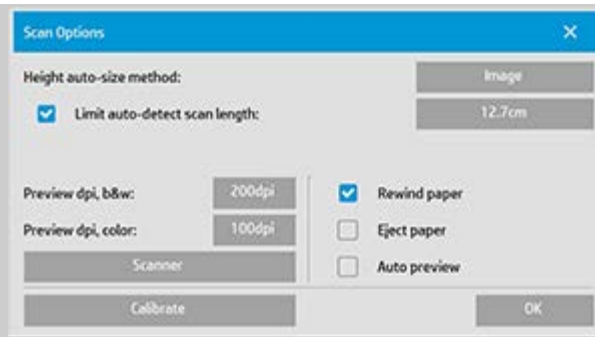 Scan Options
Height auto-size method: Image
Limit auto-detect scan length: 12.7cm
Preview dpi, b&w: 200dpi
Rewind paper
Preview dpi, color: 100dpi
Eject paper
Scanner
Auto preview
Calibrate
OK